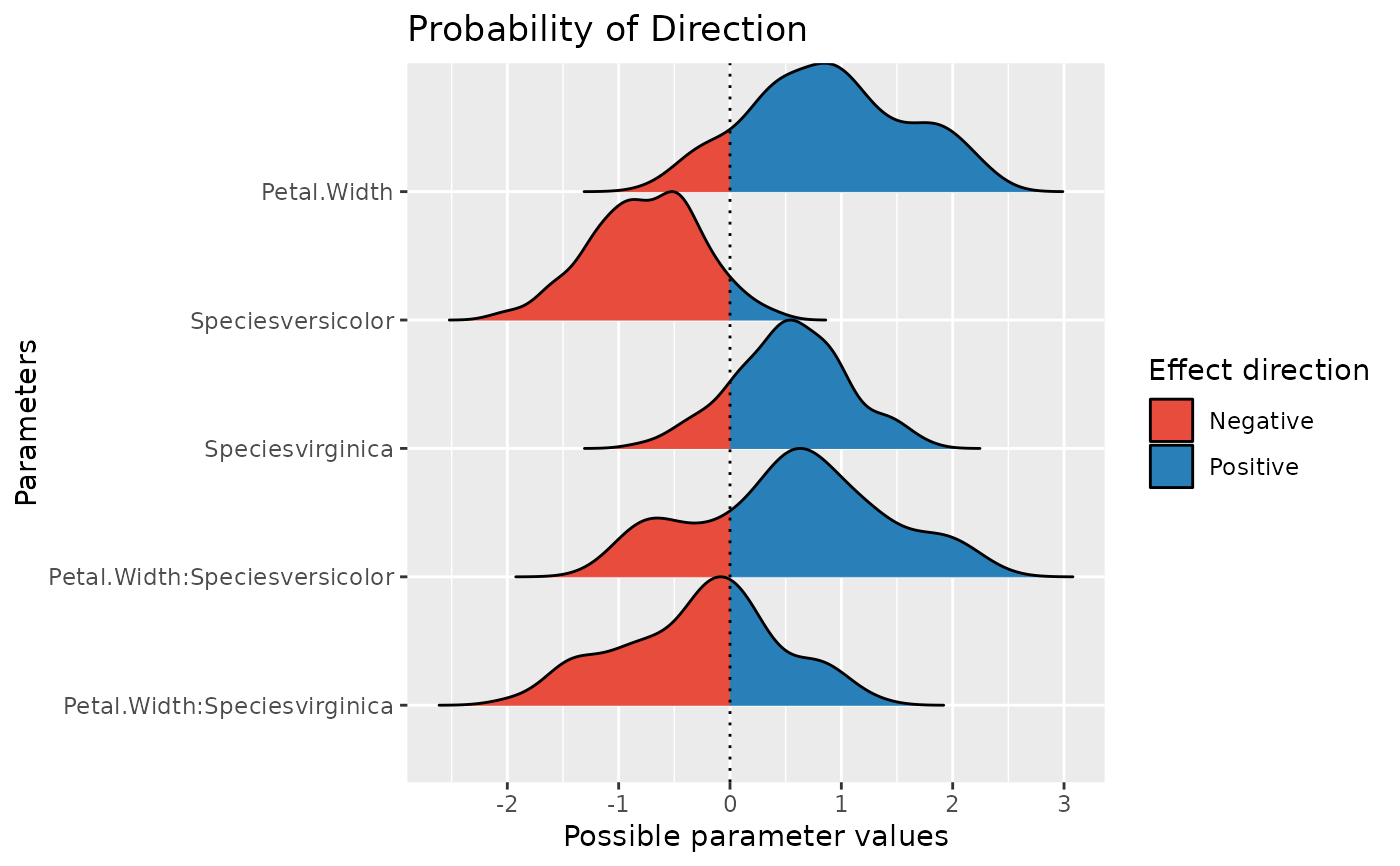 Probability of Direction
Parameters
Petal.Width
Speciesversicolor
Speciesvirginica
Petal.Width:Speciesversicolor
Petal.Width:Speciesvirginica
-2 -1 0 1 2 3
Possible parameter values
Effect direction
Negative
Positive